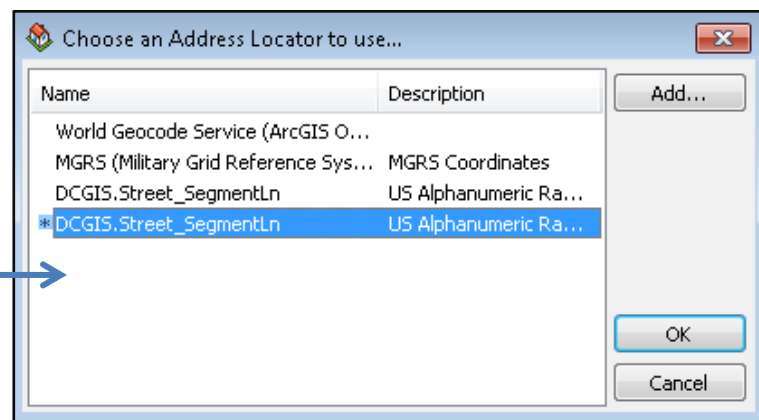 Choose an Address Locator to use...
Name Description Add...
World Geocode Service (ArcGIS O...
MGRS (Military Grid Reference Sys... MGRS Coordinates
DCGIS.Street_SegmentLn US Alphanumeric Ra...
*DCGIS.Street_SegmentLn US Alphanumeric Ra...
OK
Cancel